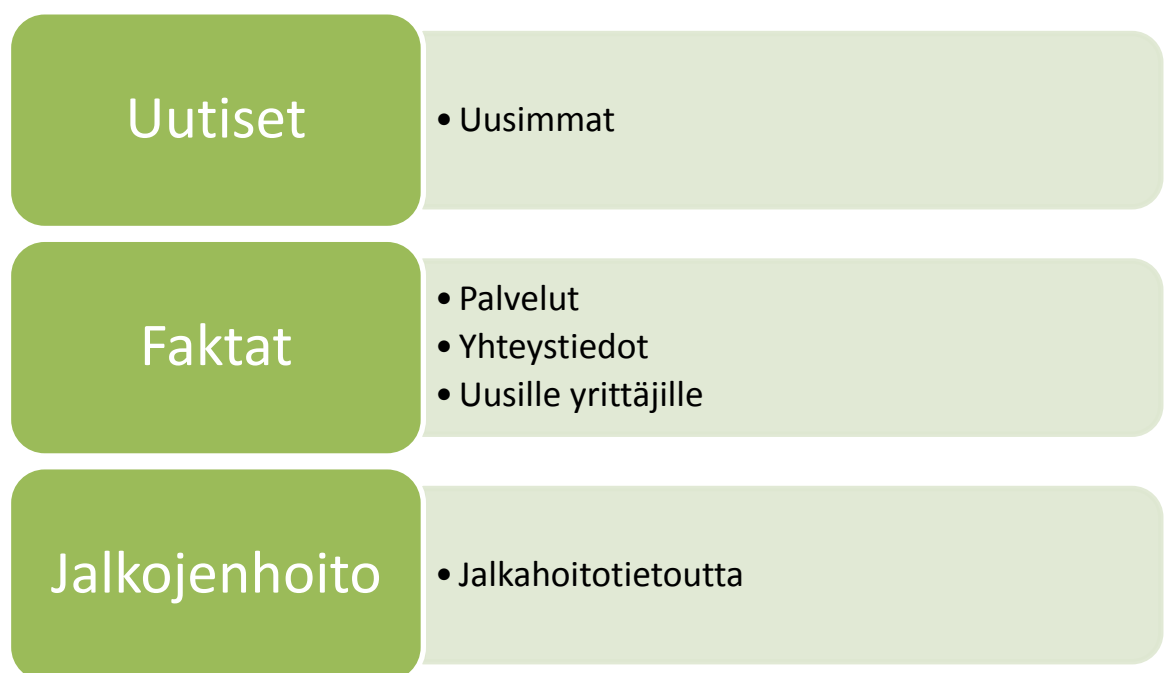 Uutiset
• Uusimmat
Faktat
• Palvelut
• Yhteystiedot
• Uusille yrittäjille
Jalkojenhoito
• Jalkahoitotietoutta